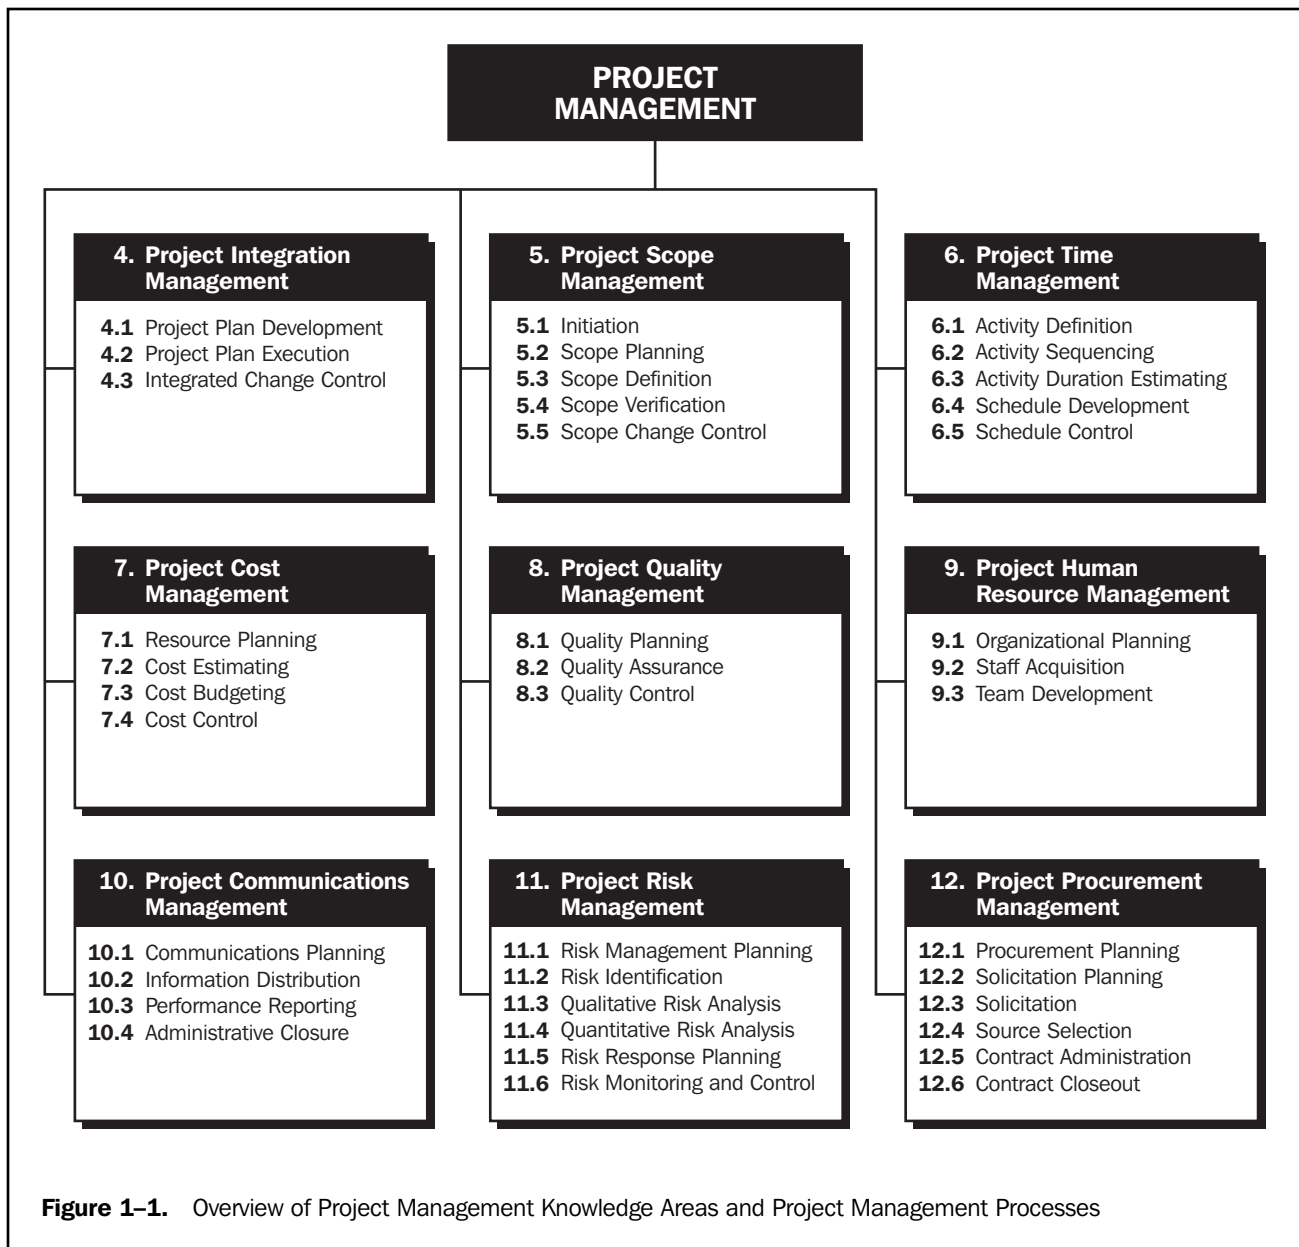 PROJECT
MANAGEMENT
4. Project Integration
Management
4.1 Project Plan Development
4.2 Project Plan Execution
4.3 Integrated Change Control
5. Project Scope
Management
5.1 Initiation
5.2 Scope Planning
5.3 Scope Definition
5.4 Scope Verification
5.5 Scope Change Control
6. Project Time
Management
6.1 Activity Definition
6.2 Activity Sequencing
6.3 Activity Duration Estimating
6.4 Schedule Development
6.5 Schedule Control
7. Project Cost
Management
7.1 Resource Planning
7.2 Cost Estimating
7.3 Cost Budgeting
7.4 Cost Control
8. Project Quality
Management
8.1 Quality Planning
8.2 Quality Assurance
8.3 Quality Control
9. Project Human
Resource Management
9.1 Organizational Planning
9.2 Staff Acquisition
9.3 Team Development
10. Project Communications
Management
10.1 Communications Planning
10.2 Information Distribution
10.3 Performance Reporting
10.4 Administrative Closure
11. Project Risk
Management
11.1 Risk Management Planning
11.2 Risk Identification
11.3 Qualitative Risk Analysis
11.4 Quantitative Risk Analysis
11.5 Risk Response Planning
11.6 Risk Monitoring and Control
12. Project Procurement
Management
12.1 Procurement Planning
12.2 Solicitation Planning
12.3 Solicitation
12.4 Source Selection
12.5 Contract Administration
12.6 Contract Closeout
Figure 1–1. Overview of Project Management Knowledge Areas and Project Management Processes